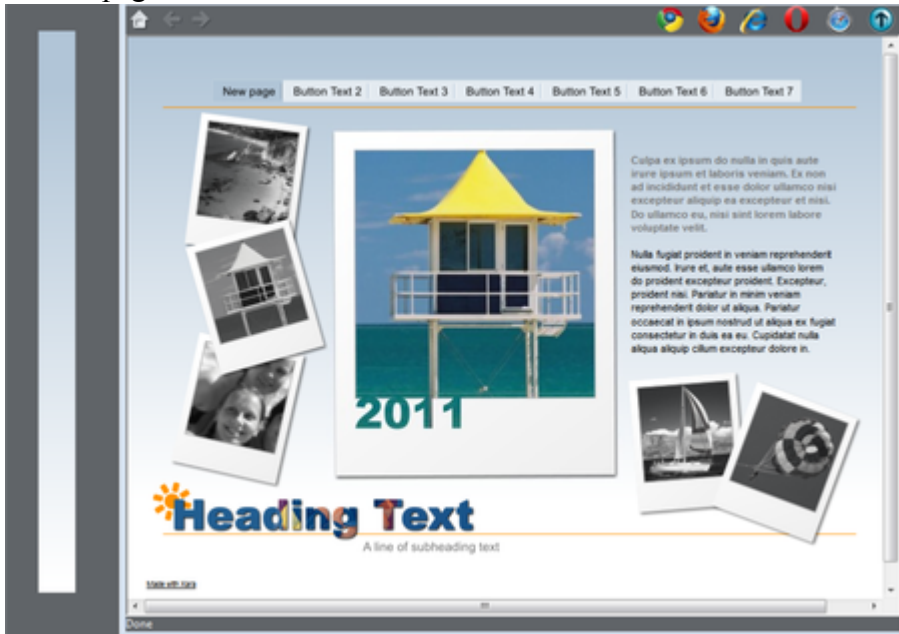 New page Button Text 2 Button Text 3 Button Text 4 Button Text 5 Button Text 6 Button Text 7
Culpa ex ipsum do nulla in quis aute
irure ipsum et laboris veniam. Ex non
ad incididunt et esse dolor ullamco nisi
excepteur aliquip ea excepteur et nisi.
Do ullamco eu, nisi sint lorem labore
voluptate velit.
Nulla fugiat proident in veniam reprehenderit
eiusmod. Irure et, aute esse ullamco lorem
do proident excepteur proident. Excepteur,
proident nisi. Pariatur in minim veniam
reprehenderit dolor ut aliqua. Pariatur
occaecat in ipsum nostrud ut aliqua ex fugiat
consectetur in duis ea eu. Cupidatat nulla
aliqua aliquip cillum excepteur dolore in.
2011
Heading Text
A line of subheading text
Made with Xara
Done